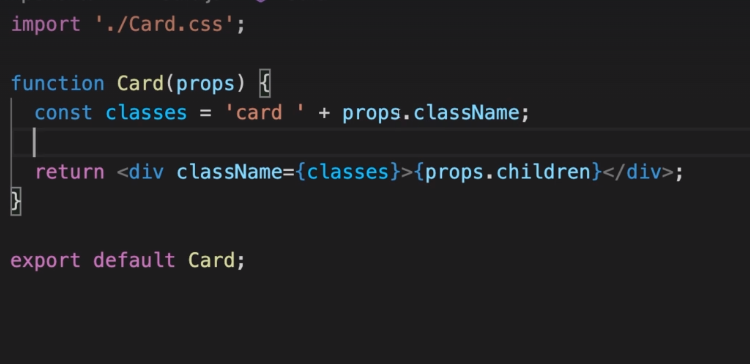 import './Card.css';
function Card(props) {
const classes = 'card ' + props.className;
return <div className={classes}>{props.children}</div>;
}
export default Card;